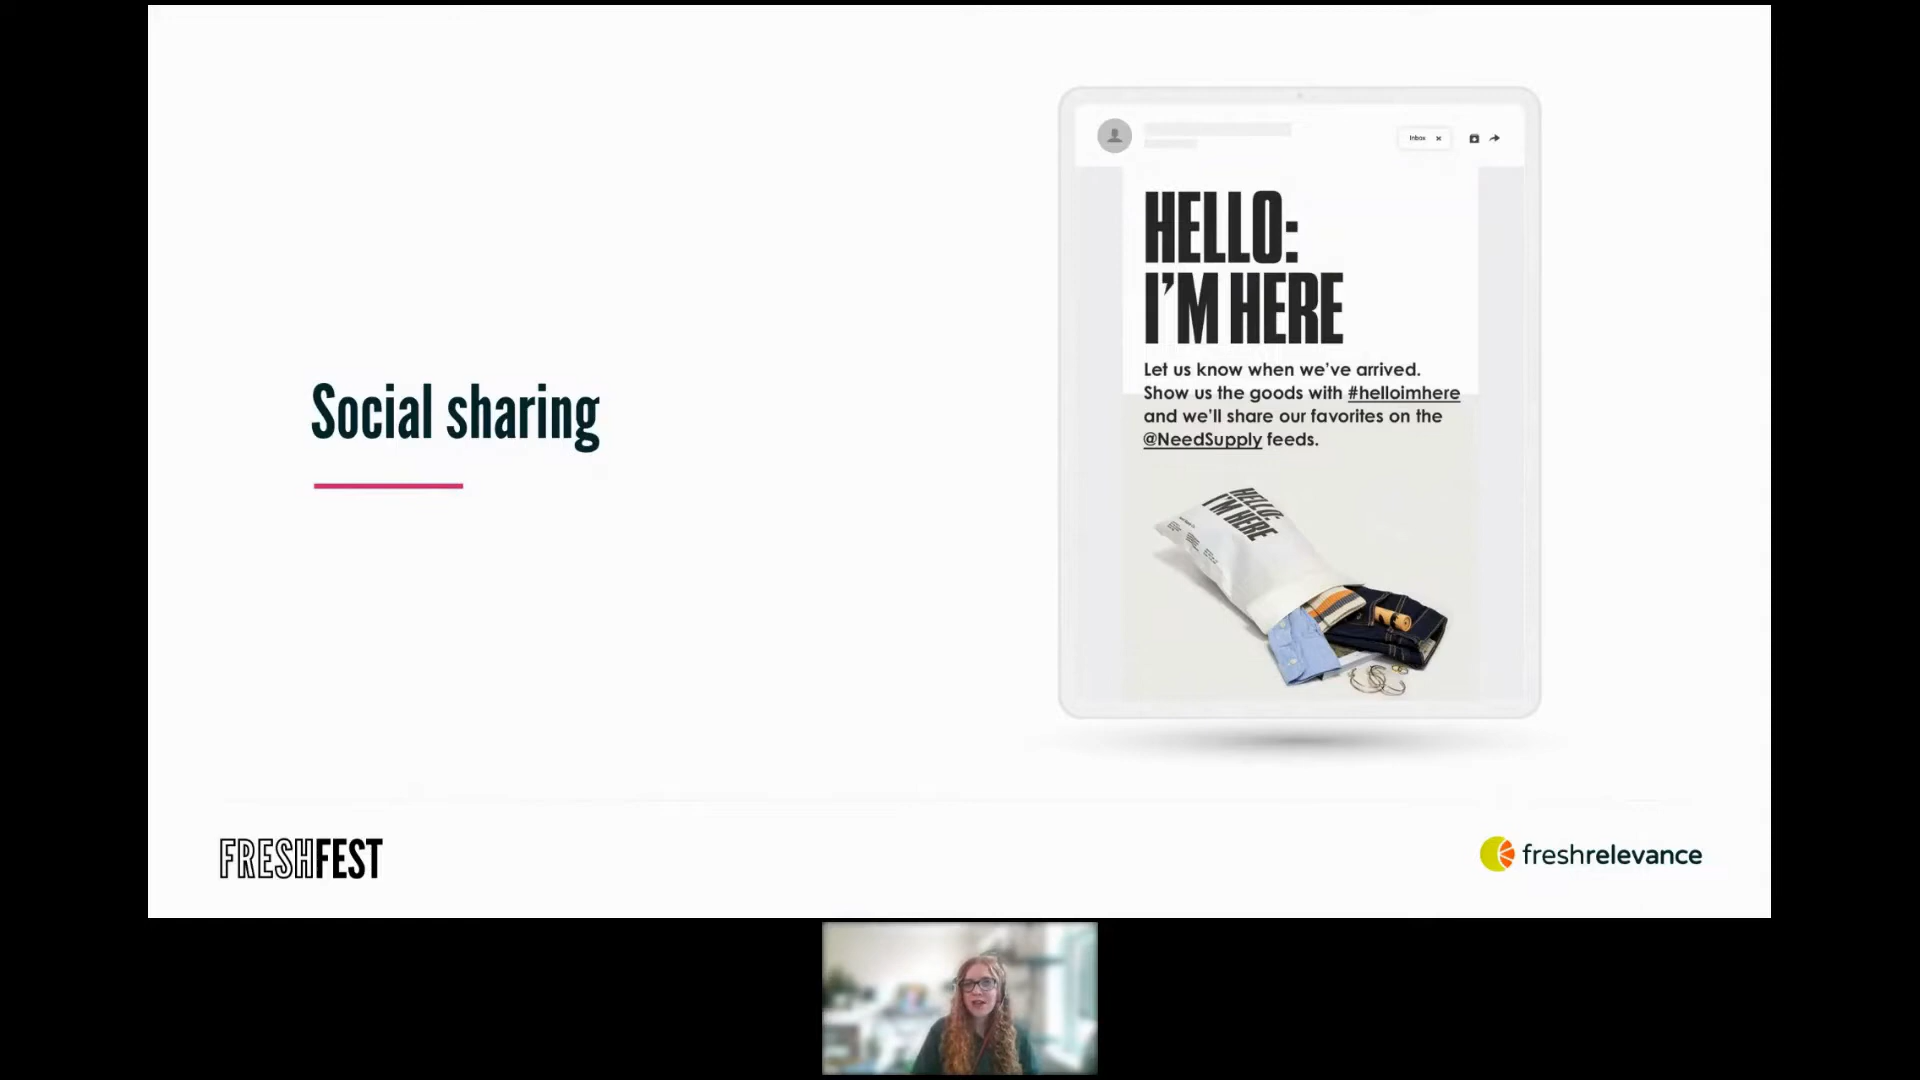 Social sharing
Inbox
HELLO:
I’M HERE
Let us know when we’ve arrived.
Show us the goods with #helloimhere
and we’ll share our favorites on the
@NeedSupply feeds.
HELLO:
I’M HERE
FRESHFEST
freshrelevance